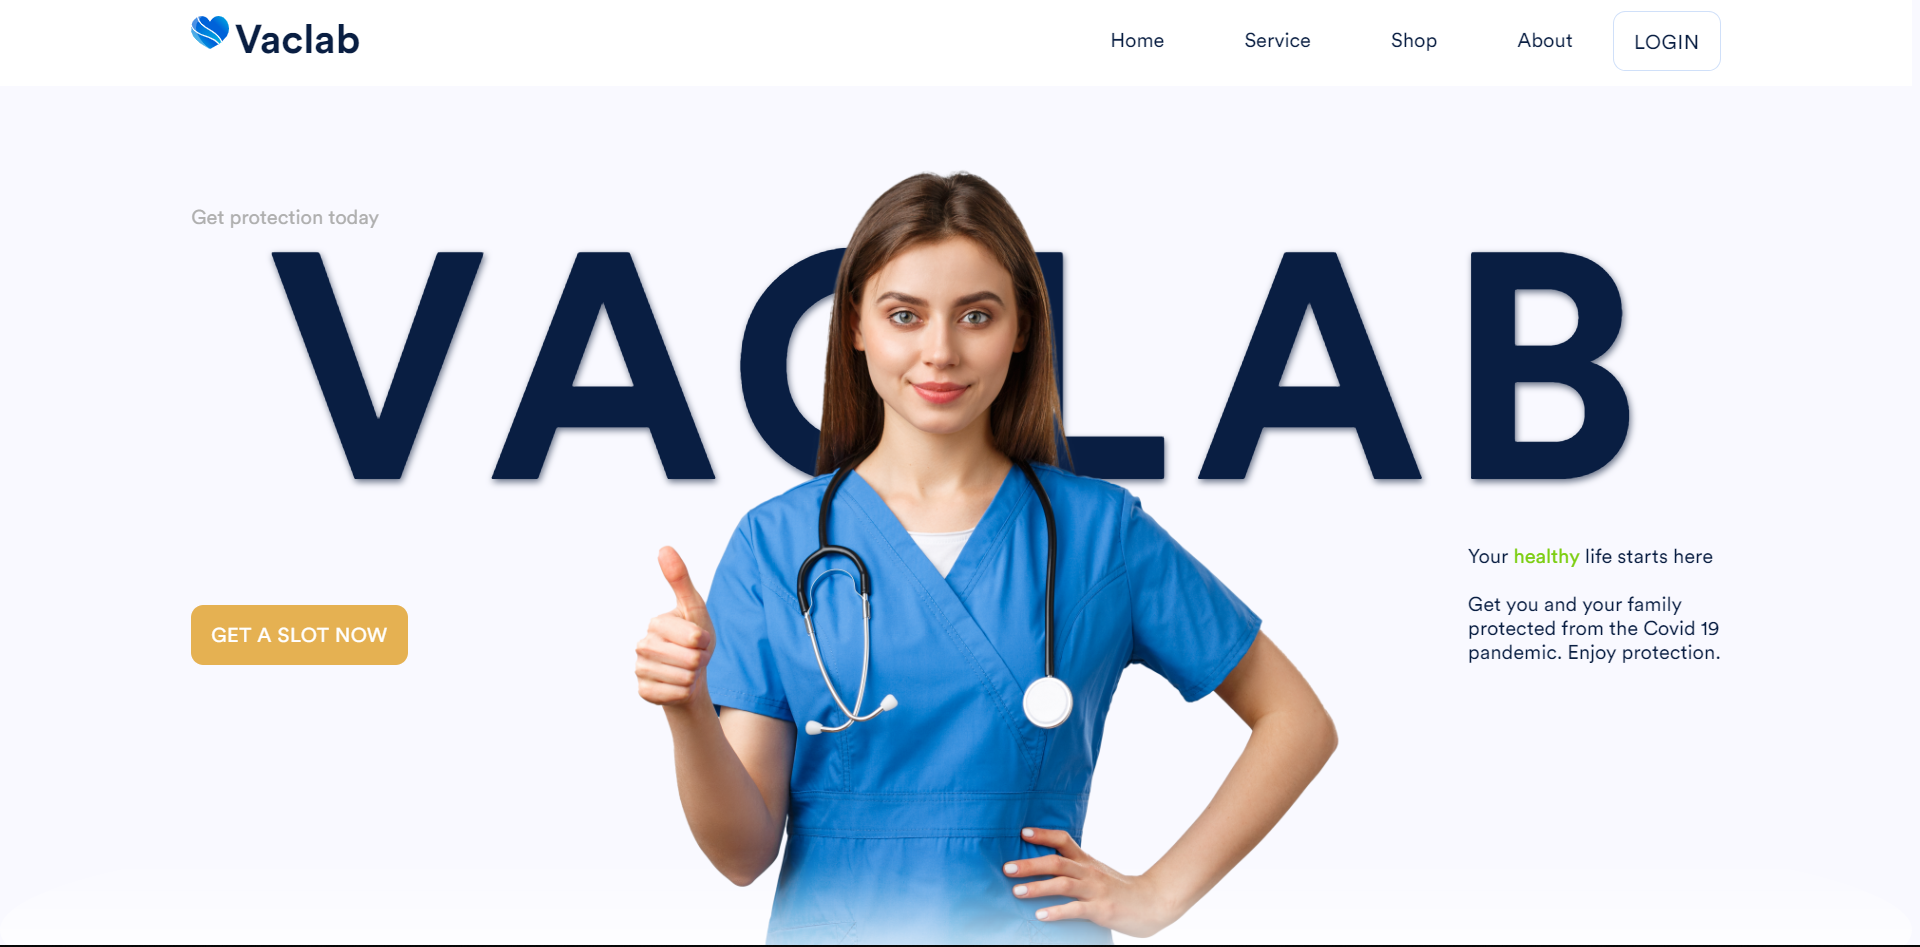 Vaclab
Home
Service
Shop
About
LOGIN
Get protection today
VACLAB
Your healthy life starts here
GET A SLOT NOW
Get you and your family
protected from the Covid 19
pandemic. Enjoy protection.